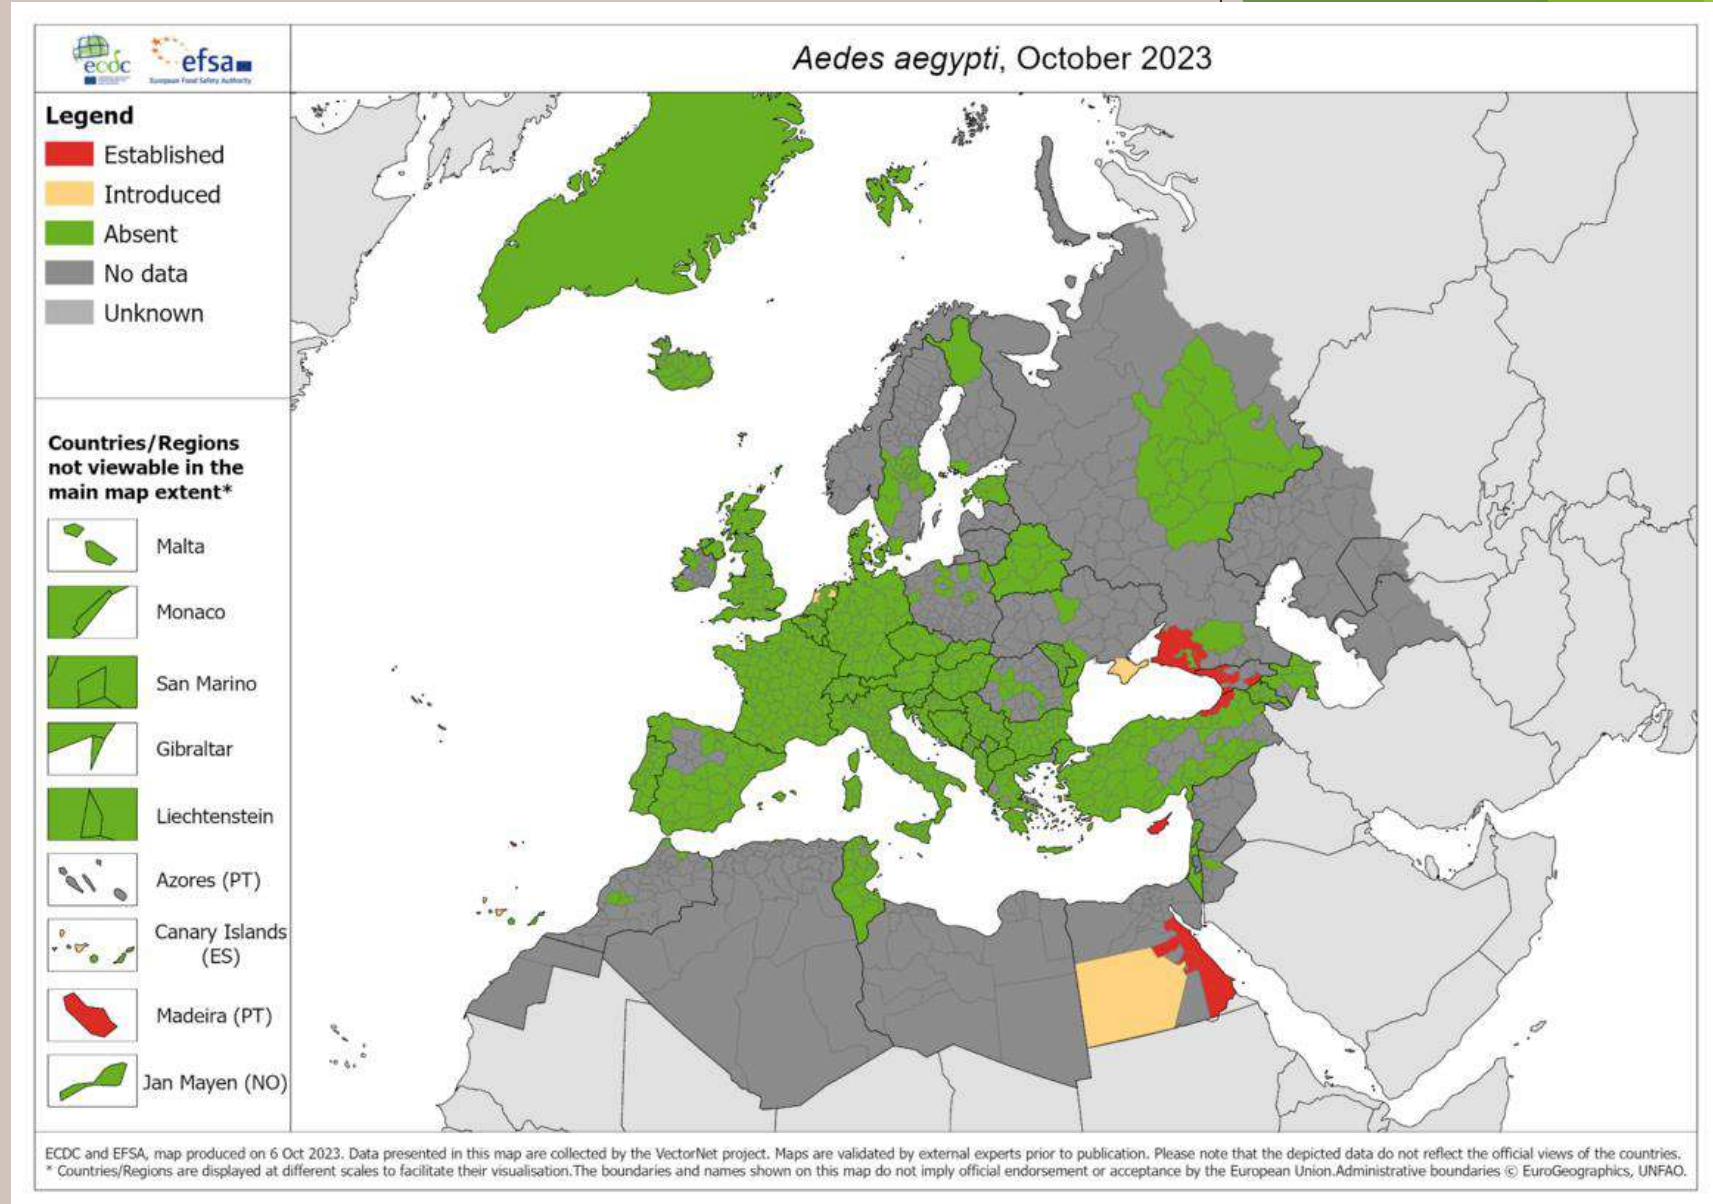 ecdc
efsa
European Food Safety Authority
Aedes aegypti, October 2023
Legend
Established
Introduced
Absent
No data
Unknown
Countries/Regions
not viewable in the
main map extent*
Malta
Monaco
San Marino
Gibraltar
Liechtenstein
Azores (PT)
Canary Islands
(ES)
Madeira (PT)
Jan Mayen (NO)
ECDC and EFSA, map produced on 6 Oct 2023. Data presented in this map are collected by the VectorNet project. Maps are validated by external experts prior to publication. Please note that the depicted data do not reflect the official views of the countries.
* Countries/Regions are displayed at different scales to facilitate their visualisation.The boundaries and names shown on this map do not imply official endorsement or acceptance by the European Union.Administrative boundaries © EuroGeographics, UNFAO.